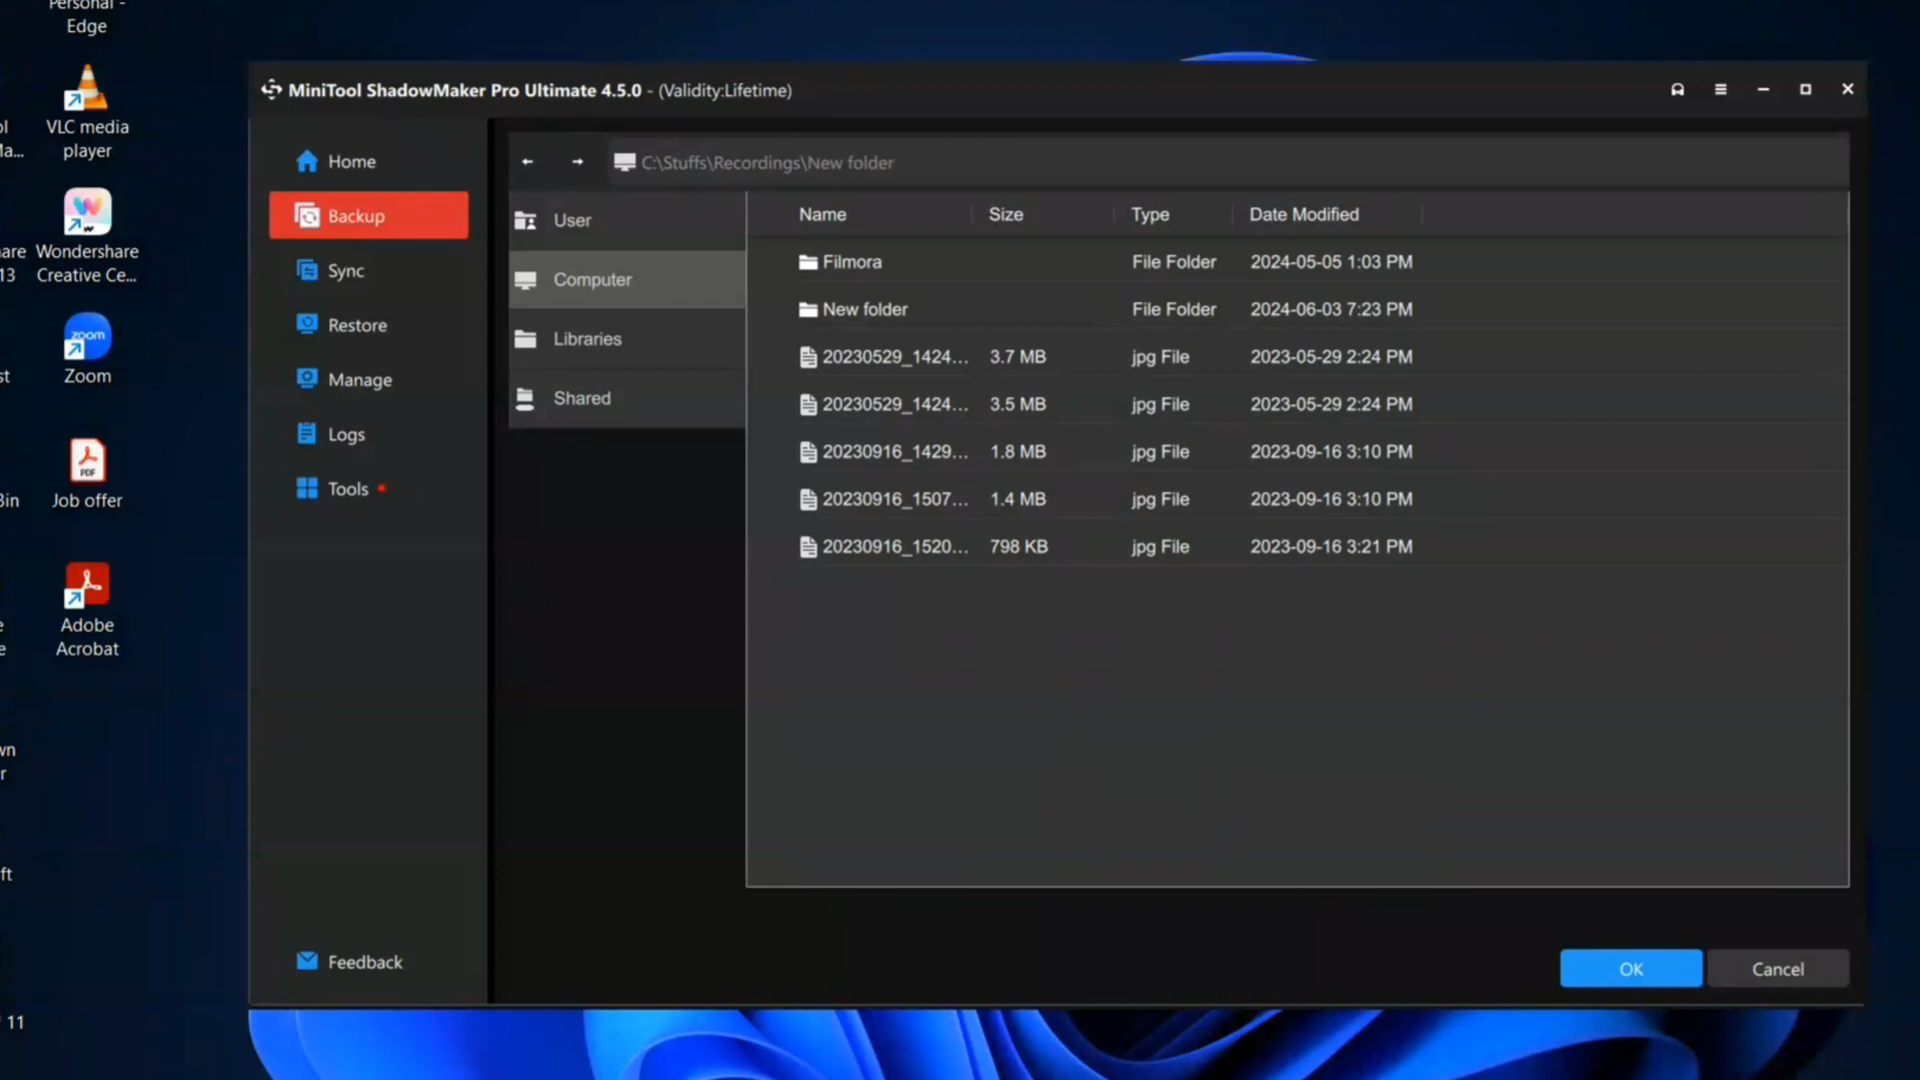 Personal -
Edge
VLC media
player
Wondershare
Creative Ce...
Zoom
zoom
PDF
Job offer
Adobe
Acrobat
11
MiniTool ShadowMaker Pro Ultimate 4.5.0 - (Validity:Lifetime)
Home
Backup
Sync
Restore
Manage
Logs
Tools
Feedback
C:\Stuffs\Recordings\New folder
User
Computer
Libraries
Shared
Name Size Type Date Modified
Filmora File Folder 2024-05-05 1:03 PM
New folder File Folder 2024-06-03 7:23 PM
20230529_1424... 3.7 MB jpg File 2023-05-29 2:24 PM
20230529_1424... 3.5 MB jpg File 2023-05-29 2:24 PM
20230916_1429... 1.8 MB jpg File 2023-09-16 3:10 PM
20230916_1507... 1.4 MB jpg File 2023-09-16 3:10 PM
20230916_1520... 798 KB jpg File 2023-09-16 3:21 PM
OK Cancel